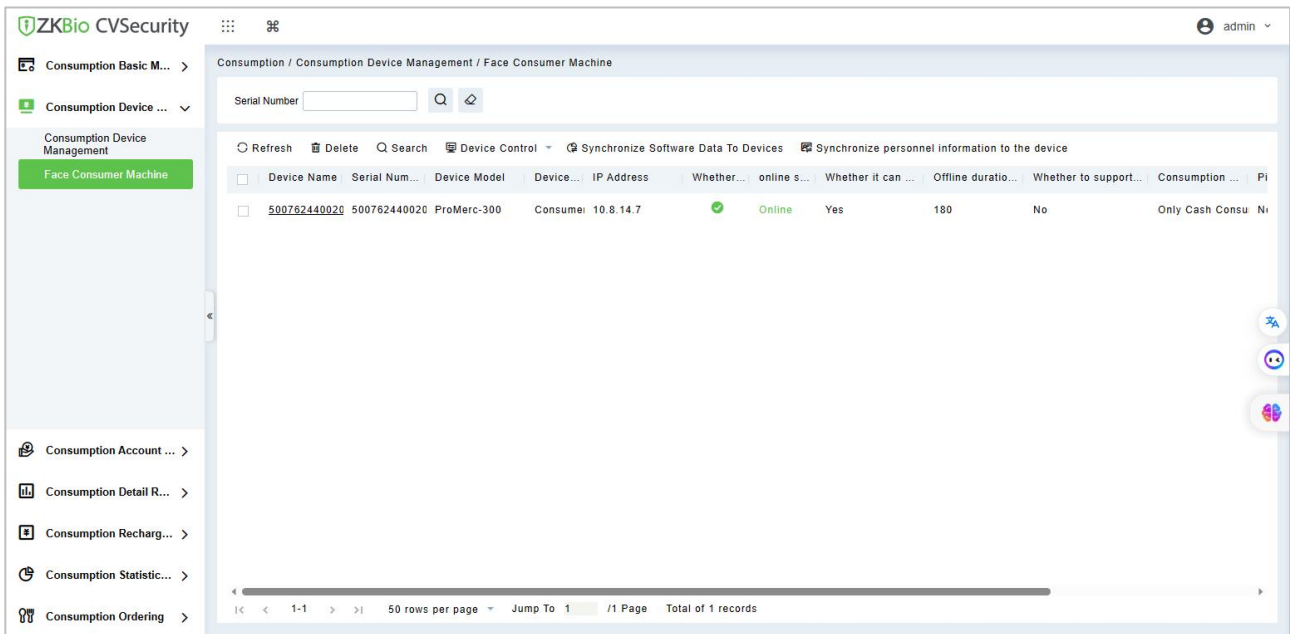 ZKBio CVSecurity
admin
Consumption Basic M...
Consumption Device ...
Consumption Device
Management
Face Consumer Machine
Consumption Account ...
Consumption Detail R...
Consumption Recharg...
Consumption Statistic...
Consumption Ordering
Consumption / Consumption Device Management / Face Consumer Machine
Serial Number
Refresh Delete Search Device Control Synchronize Software Data To Devices Synchronize personnel information to the device
Device Name Serial Num... Device Model Device... IP Address Whether... online s... Whether it can ... Offline duratio... Whether to support... Consumption ... Pi
500762440020 500762440020 ProMerc-300 Consumer 10.8.14.7 Online Yes 180 No Only Cash Consu
1-1 50 rows per page Jump To 1 /1 Page Total of 1 records